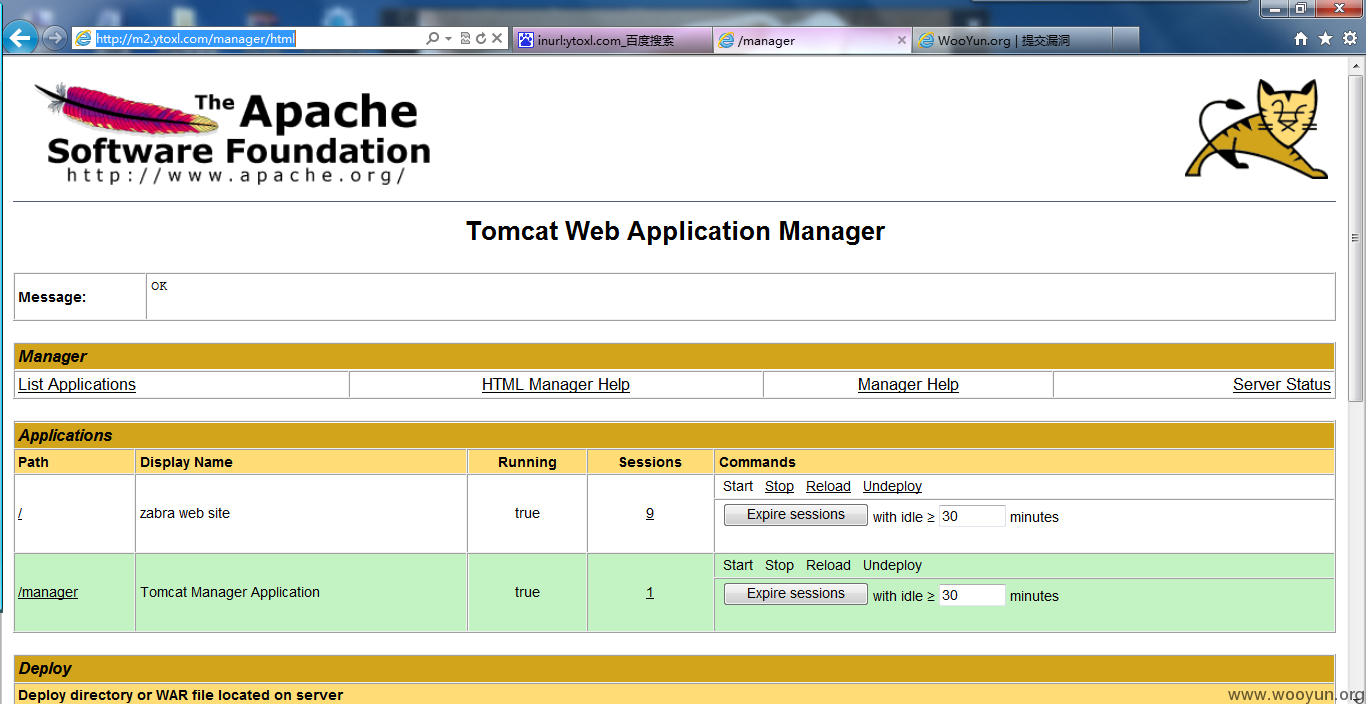 http://m2.ytoxl.com/manager/html
inurl:ytoxl.com_百度搜索
/manager
WooYun.org | 提交漏洞
The Apache
Software Foundation
http://www.apache.org/
Tomcat Web Application Manager
Message:
OK
Manager
List Applications HTML Manager Help Manager Help Server Status
Applications
Path Display Name Running Sessions Commands
Start Stop Reload Undeploy
/ zabra web site true 9
Expire sessions with idle ≥ 30 minutes
Start Stop Reload Undeploy
/manager Tomcat Manager Application true 1
Expire sessions with idle ≥ 30 minutes
Deploy
Deploy directory or WAR file located on server
www.wooyun.org